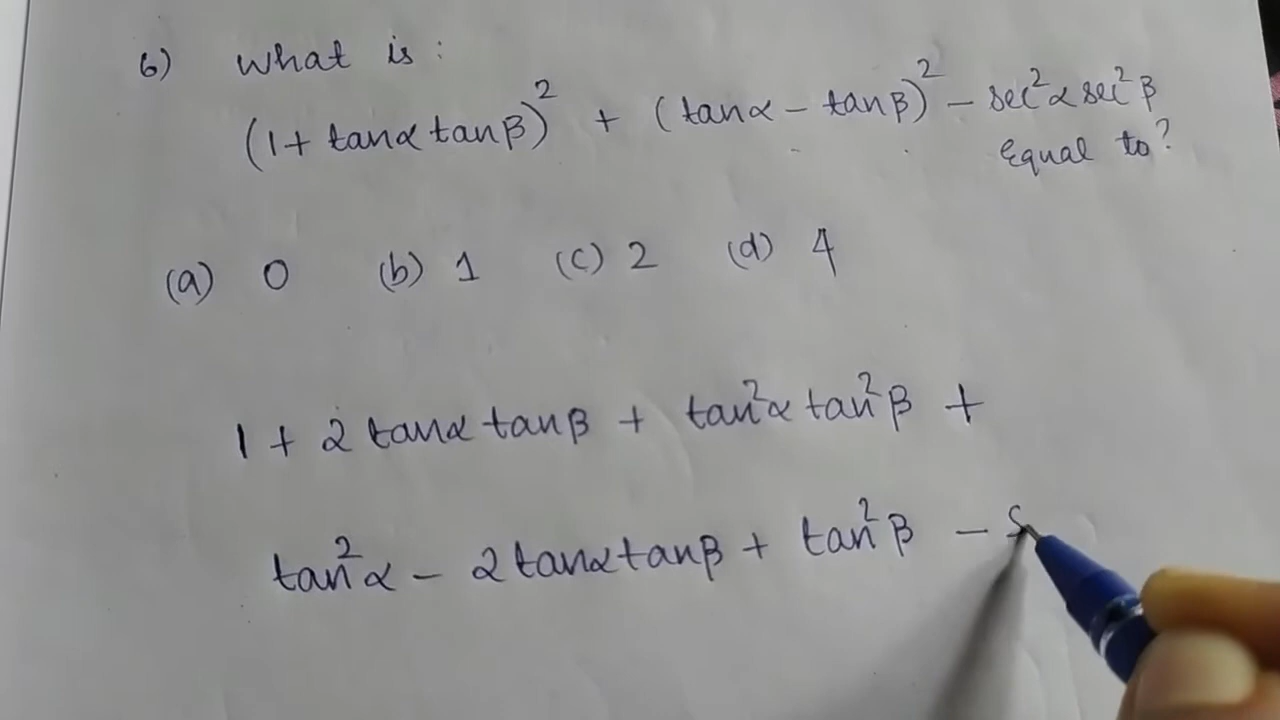 6) What is :
(1 + tanα tanβ)² + (tanα – tanβ)² – sec²α sec²β
Equal to?
(a) 0 (b) 1 (c) 2 (d) 4
1 + 2 tanα tanβ + tan²α tan²β +
tan²α – 2 tanα tanβ + tan²β – s